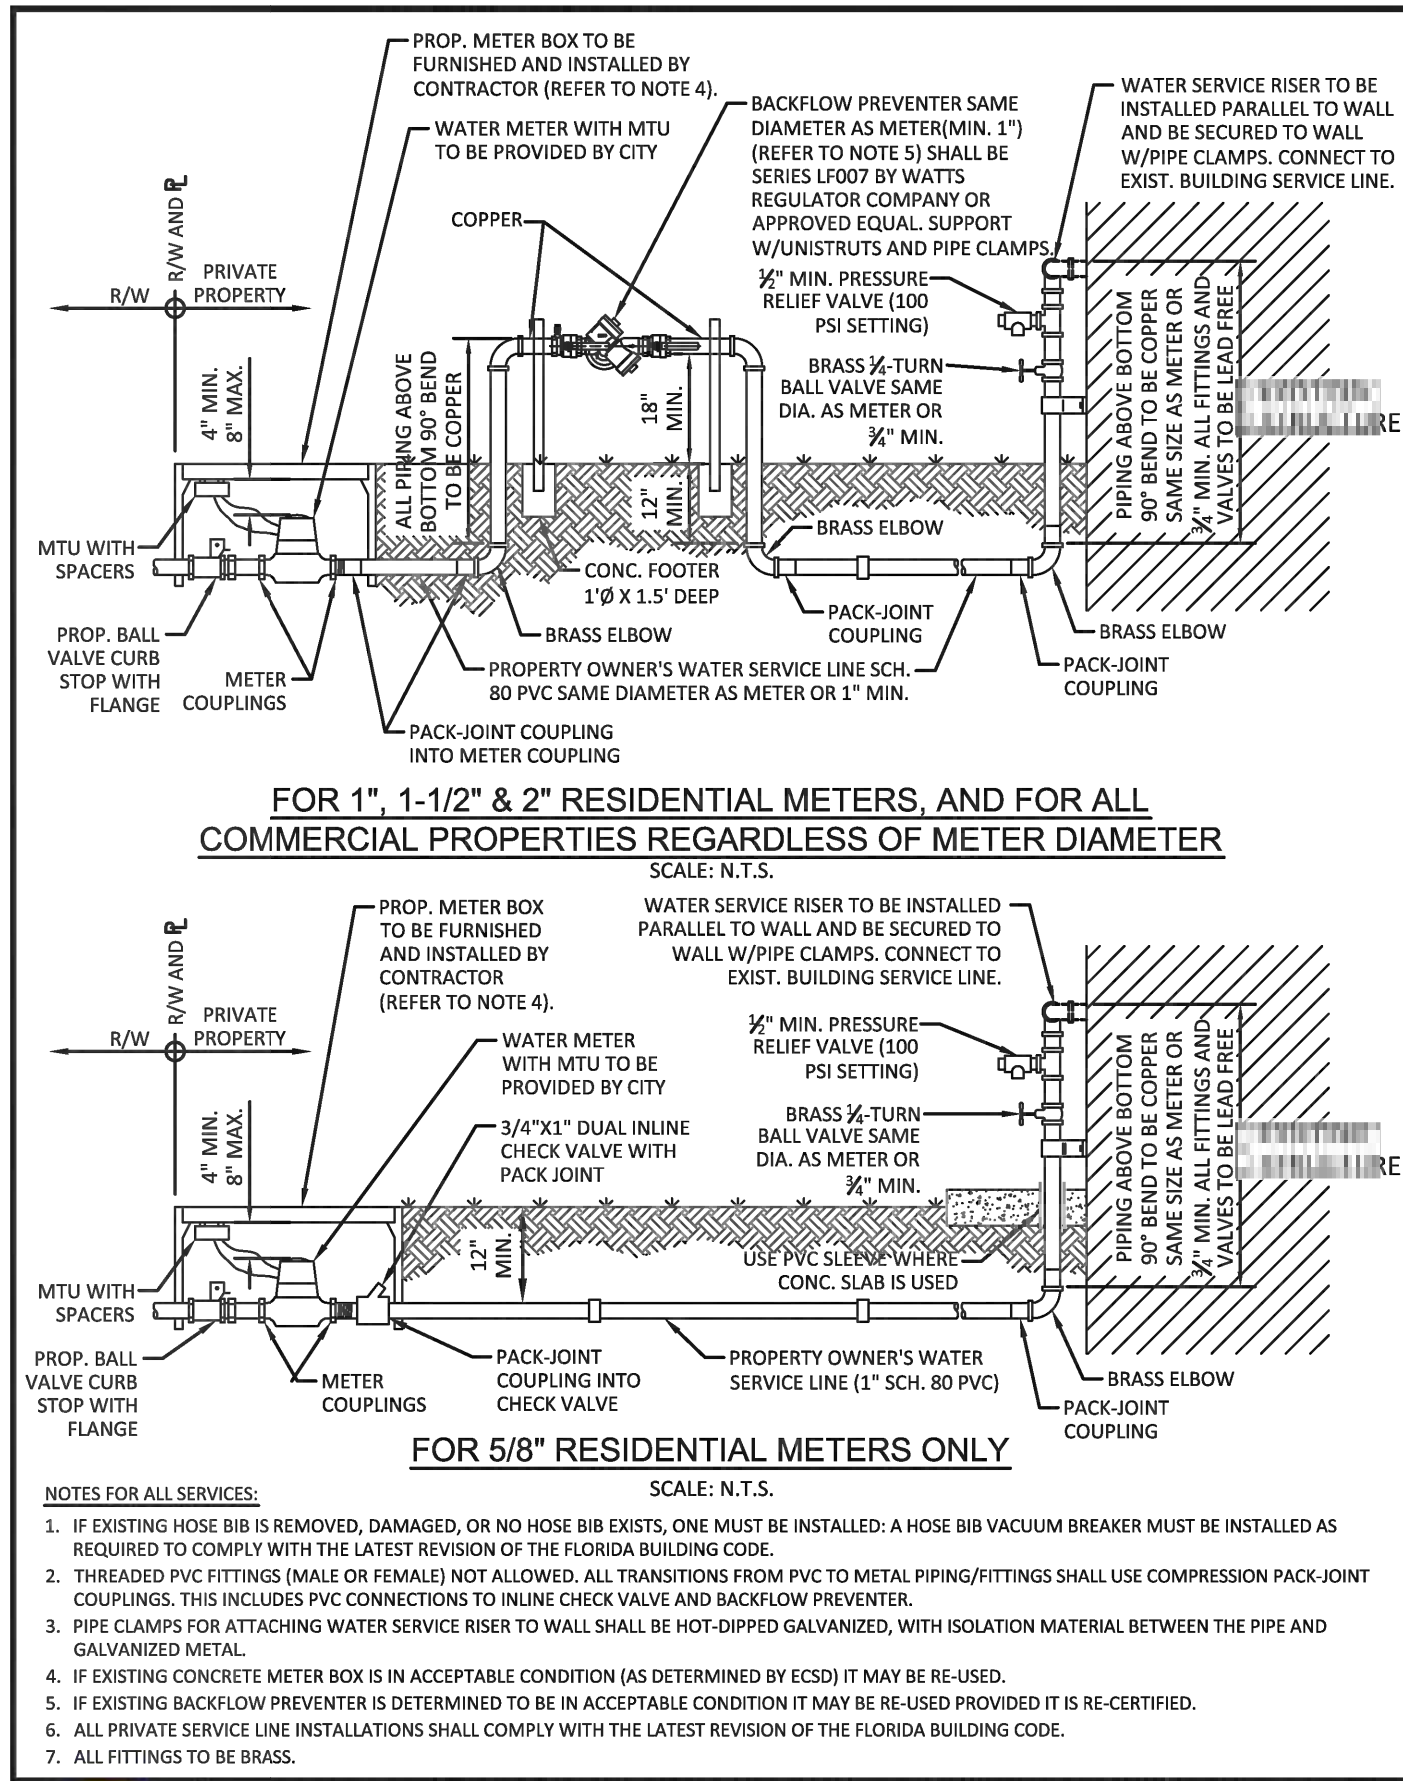 PROP. METER BOX TO BE
FURNISHED AND INSTALLED BY
CONTRACTOR (REFER TO NOTE 4).
WATER METER WITH MTU
TO BE PROVIDED BY CITY
BACKFLOW PREVENTER SAME
DIAMETER AS METER(MIN. 1")
(REFER TO NOTE 5) SHALL BE
SERIES LF007 BY WATTS
REGULATOR COMPANY OR
APPROVED EQUAL. SUPPORT
W/UNISTRUTS AND PIPE CLAMPS.
WATER SERVICE RISER TO BE
INSTALLED PARALLEL TO WALL
AND BE SECURED TO WALL
W/PIPE CLAMPS. CONNECT TO
EXIST. BUILDING SERVICE LINE.
R/W AND PL
R/W
PRIVATE
PROPERTY
COPPER
½" MIN. PRESSURE
RELIEF VALVE (100
PSI SETTING)
BRASS ¼-TURN
BALL VALVE SAME
DIA. AS METER OR
¾" MIN.
4" MIN.
8" MAX.
ALL PIPING ABOVE
BOTTOM 90° BEND
TO BE COPPER
18"
MIN.
12"
MIN.
PIPING ABOVE BOTTOM
90° BEND TO BE COPPER
SAME SIZE AS METER OR
¾" MIN. ALL FITTINGS AND
VALVES TO BE LEAD FREE
MTU WITH
SPACERS
PROP. BALL
VALVE CURB
STOP WITH
FLANGE
METER
COUPLINGS
BRASS ELBOW
CONC. FOOTER
1'Ø X 1.5' DEEP
BRASS ELBOW
PACK-JOINT
COUPLING
BRASS ELBOW
PACK-JOINT
COUPLING
PROPERTY OWNER'S WATER SERVICE LINE SCH.
80 PVC SAME DIAMETER AS METER OR 1" MIN.
PACK-JOINT COUPLING
INTO METER COUPLING
FOR 1", 1-1/2" & 2" RESIDENTIAL METERS, AND FOR ALL
COMMERCIAL PROPERTIES REGARDLESS OF METER DIAMETER
SCALE: N.T.S.
PROP. METER BOX
TO BE FURNISHED
AND INSTALLED BY
CONTRACTOR
(REFER TO NOTE 4).
WATER SERVICE RISER TO BE INSTALLED
PARALLEL TO WALL AND BE SECURED TO
WALL W/PIPE CLAMPS. CONNECT TO
EXIST. BUILDING SERVICE LINE.
R/W AND PL
R/W
PRIVATE
PROPERTY
WATER METER
WITH MTU TO BE
PROVIDED BY CITY
3/4"X1" DUAL INLINE
CHECK VALVE WITH
PACK JOINT
½" MIN. PRESSURE
RELIEF VALVE (100
PSI SETTING)
BRASS ¼-TURN
BALL VALVE SAME
DIA. AS METER OR
¾" MIN.
4" MIN.
8" MAX.
12"
MIN.
PIPING ABOVE BOTTOM
90° BEND TO BE COPPER
SAME SIZE AS METER OR
¾" MIN. ALL FITTINGS AND
VALVES TO BE LEAD FREE
USE PVC SLEEVE WHERE
CONC. SLAB IS USED
MTU WITH
SPACERS
PROP. BALL
VALVE CURB
STOP WITH
FLANGE
METER
COUPLINGS
PACK-JOINT
COUPLING INTO
CHECK VALVE
PROPERTY OWNER'S WATER
SERVICE LINE (1" SCH. 80 PVC)
BRASS ELBOW
PACK-JOINT
COUPLING
FOR 5/8" RESIDENTIAL METERS ONLY
SCALE: N.T.S.
NOTES FOR ALL SERVICES:
1. IF EXISTING HOSE BIB IS REMOVED, DAMAGED, OR NO HOSE BIB EXISTS, ONE MUST BE INSTALLED: A HOSE BIB VACUUM BREAKER MUST BE INSTALLED AS
REQUIRED TO COMPLY WITH THE LATEST REVISION OF THE FLORIDA BUILDING CODE.
2. THREADED PVC FITTINGS (MALE OR FEMALE) NOT ALLOWED. ALL TRANSITIONS FROM PVC TO METAL PIPING/FITTINGS SHALL USE COMPRESSION PACK-JOINT
COUPLINGS. THIS INCLUDES PVC CONNECTIONS TO INLINE CHECK VALVE AND BACKFLOW PREVENTER.
3. PIPE CLAMPS FOR ATTACHING WATER SERVICE RISER TO WALL SHALL BE HOT-DIPPED GALVANIZED, WITH ISOLATION MATERIAL BETWEEN THE PIPE AND
GALVANIZED METAL.
4. IF EXISTING CONCRETE METER BOX IS IN ACCEPTABLE CONDITION (AS DETERMINED BY ECSD) IT MAY BE RE-USED.
5. IF EXISTING BACKFLOW PREVENTER IS DETERMINED TO BE IN ACCEPTABLE CONDITION IT MAY BE RE-USED PROVIDED IT IS RE-CERTIFIED.
6. ALL PRIVATE SERVICE LINE INSTALLATIONS SHALL COMPLY WITH THE LATEST REVISION OF THE FLORIDA BUILDING CODE.
7. ALL FITTINGS TO BE BRASS.